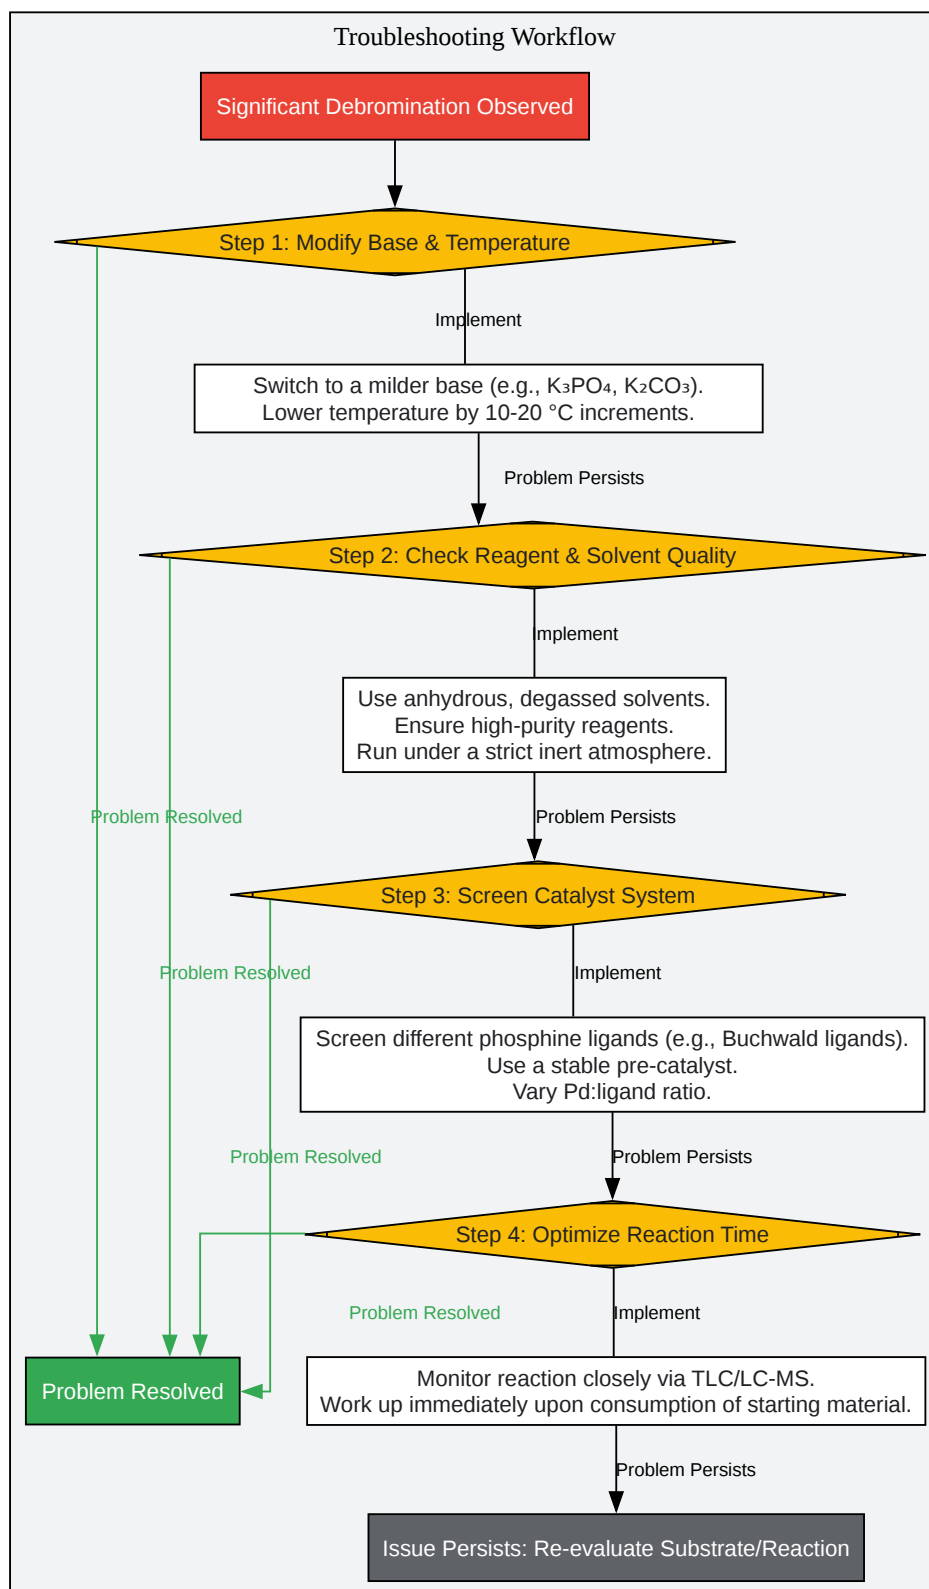 Troubleshooting Workflow
Significant Debromination Observed
Step 1: Modify Base & Temperature
Implement
Switch to a milder base (e.g., K₃PO₄, K₂CO₃).
Lower temperature by 10-20 °C increments.
Problem Persists
Step 2: Check Reagent & Solvent Quality
Implement
Use anhydrous, degassed solvents.
Ensure high-purity reagents.
Run under a strict inert atmosphere.
Problem Resolved
Problem Persists
Step 3: Screen Catalyst System
Problem Resolved
Implement
Screen different phosphine ligands (e.g., Buchwald ligands).
Use a stable pre-catalyst.
Vary Pd:ligand ratio.
Problem Resolved
Problem Persists
Step 4: Optimize Reaction Time
Problem Resolved
Implement
Problem Resolved
Monitor reaction closely via TLC/LC-MS.
Work up immediately upon consumption of starting material.
Problem Persists
Issue Persists: Re-evaluate Substrate/Reaction